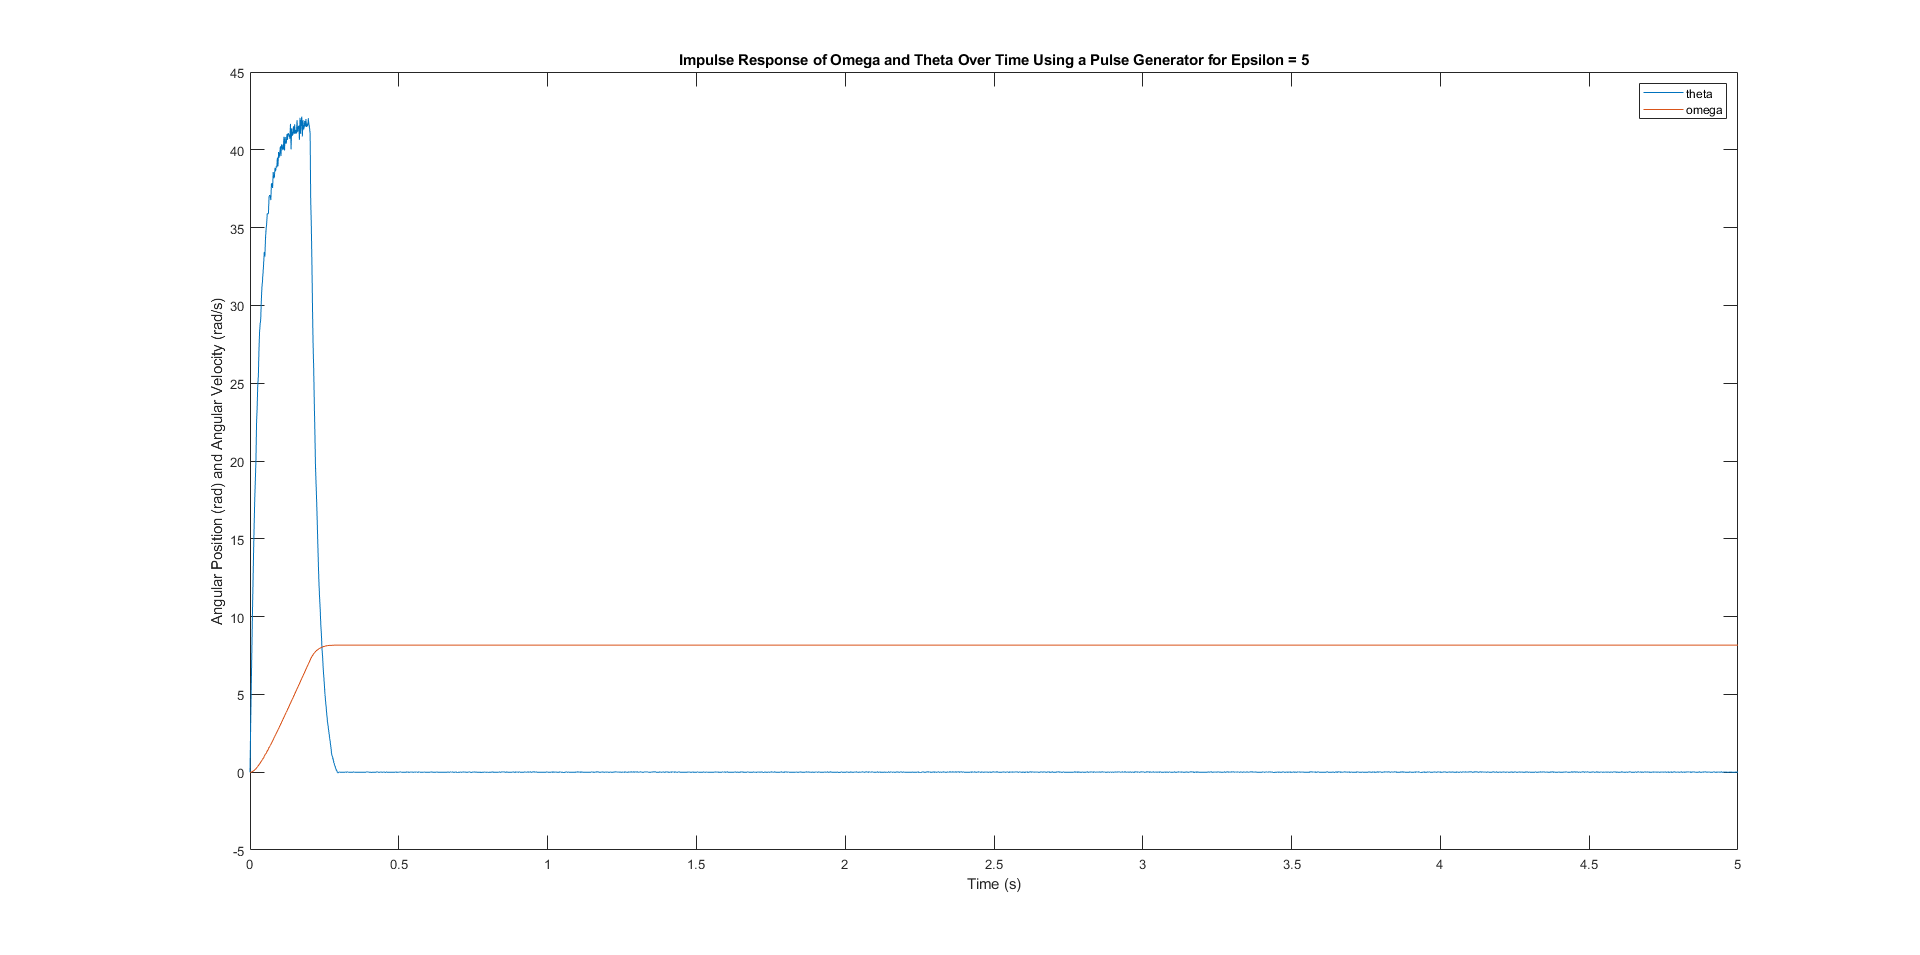 Impulse Response of Omega and Theta Over Time Using a Pulse Generator for Epsilon = 5
theta
omega
Angular Position (rad) and Angular Velocity (rad/s)
45
40
35
30
25
20
15
10
5
0
-5
0 0.5 1 1.5 2 2.5 3 3.5 4 4.5 5
Time (s)